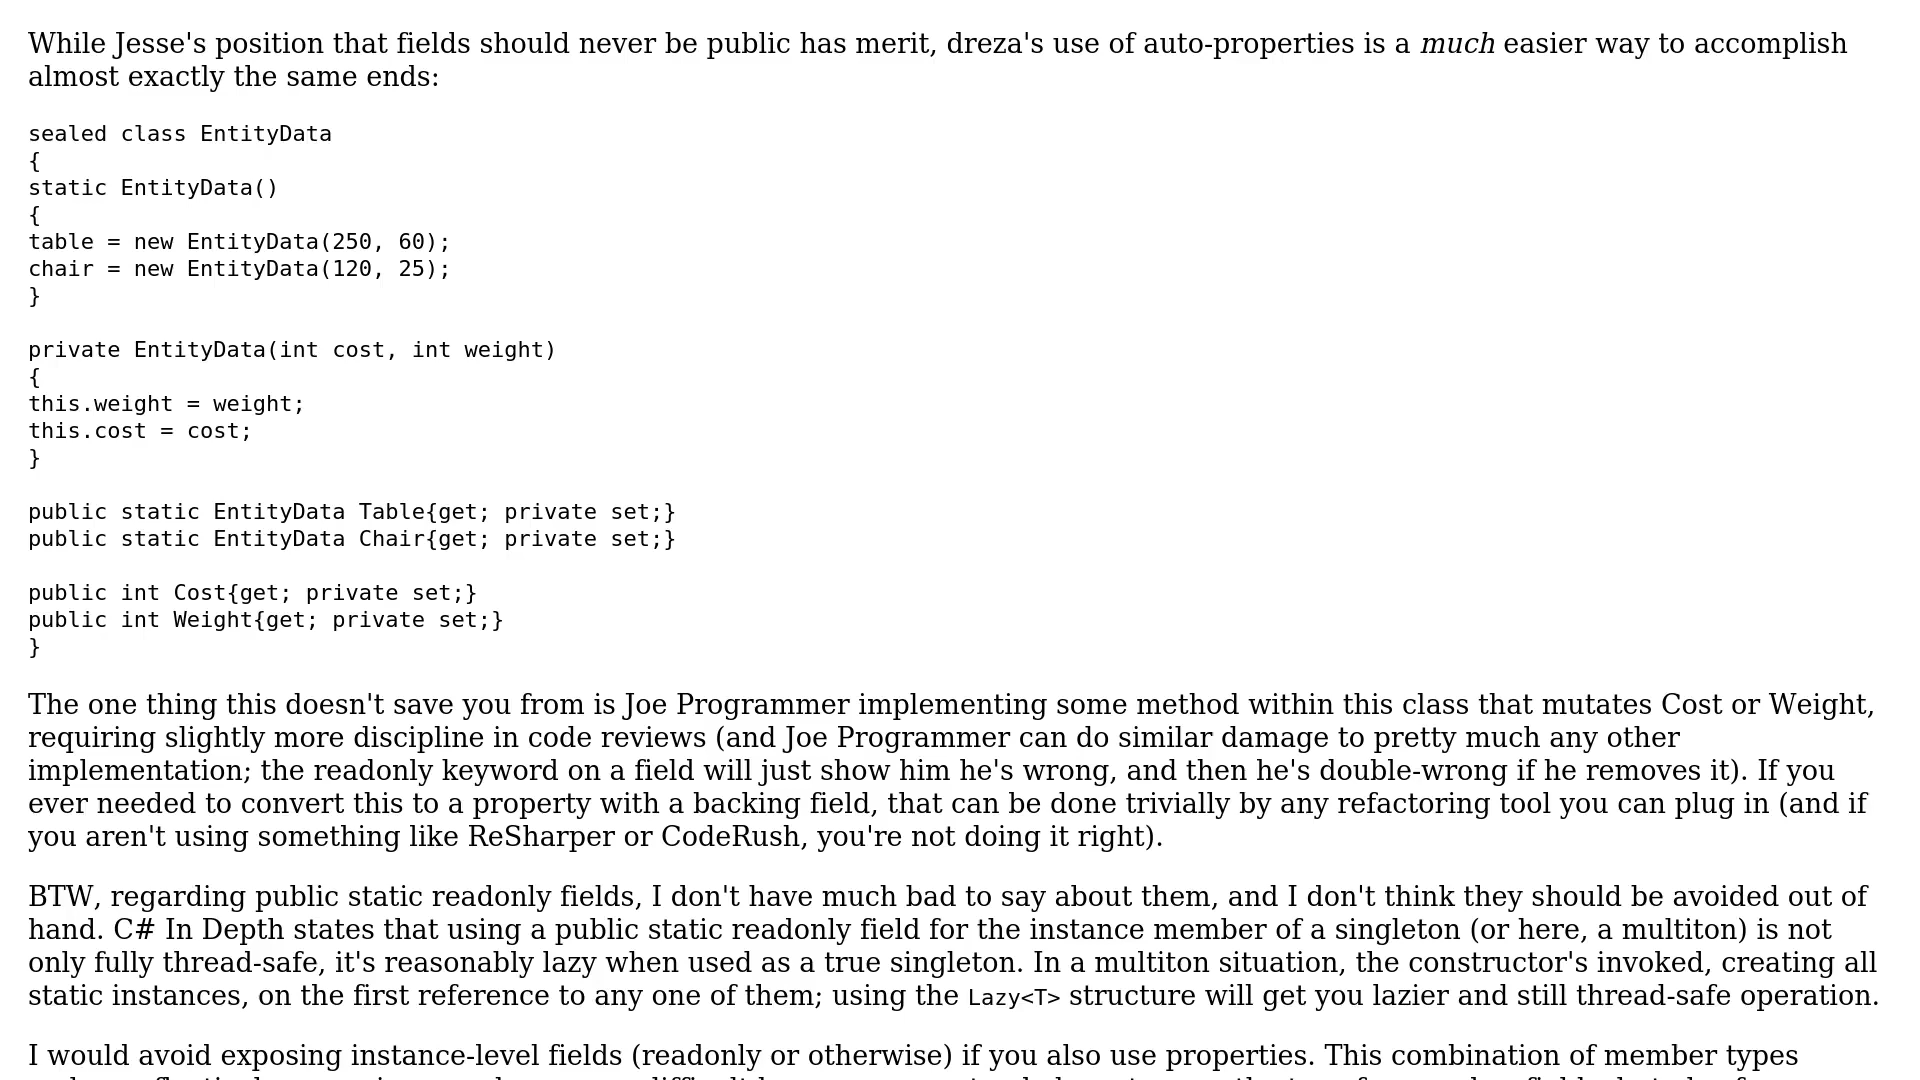 While Jesse's position that fields should never be public has merit, dreza's use of auto-properties is a much easier way to accomplish
almost exactly the same ends:
sealed class EntityData
{
static EntityData()
{
table = new EntityData(250, 60);
chair = new EntityData(120, 25);
}
private EntityData(int cost, int weight)
{
this.weight = weight;
this.cost = cost;
}
public static EntityData Table{get; private set;}
public static EntityData Chair{get; private set;}
public int Cost{get; private set;}
public int Weight{get; private set;}
}
The one thing this doesn't save you from is Joe Programmer implementing some method within this class that mutates Cost or Weight,
requiring slightly more discipline in code reviews (and Joe Programmer can do similar damage to pretty much any other
implementation; the readonly keyword on a field will just show him he's wrong, and then he's double-wrong if he removes it). If you
ever needed to convert this to a property with a backing field, that can be done trivially by any refactoring tool you can plug in (and if
you aren't using something like ReSharper or CodeRush, you're not doing it right).
BTW, regarding public static readonly fields, I don't have much bad to say about them, and I don't think they should be avoided out of
hand. C# In Depth states that using a public static readonly field for the instance member of a singleton (or here, a multiton) is not
only fully thread-safe, it's reasonably lazy when used as a true singleton. In a multiton situation, the constructor's invoked, creating all
static instances, on the first reference to any one of them; using the Lazy<T> structure will get you lazier and still thread-safe operation.
I would avoid exposing instance-level fields (readonly or otherwise) if you also use properties. This combination of member types